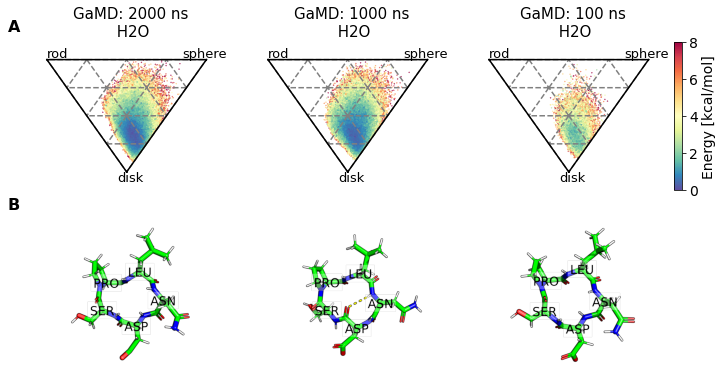 A
GaMD: 2000 ns
H2O
GaMD: 1000 ns
H2O
GaMD: 100 ns
H2O
rod
sphere
disk
rod
sphere
disk
rod
sphere
disk
8
6
4
2
0
Energy [kcal/mol]
B
PRO
LEU
SER
ASN
ASP
PRO
LEU
SER
ASN
ASP
PRO
LEU
SER
ASN
ASP